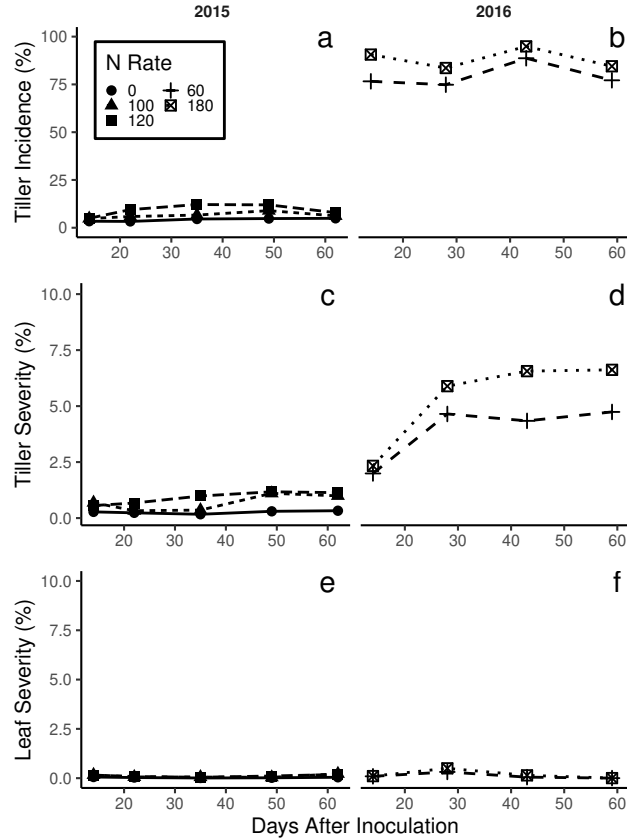 2015 2016
a b
N Rate
0 60
100 180
120
Tiller Incidence (%)
100
75
50
25
0
20 30 40 50 60 20 30 40 50 60
c d
Tiller Severity (%)
10.0
7.5
5.0
2.5
0.0
20 30 40 50 60 20 30 40 50 60
e f
Leaf Severity (%)
10.0
7.5
5.0
2.5
0.0
20 30 40 50 60 20 30 40 50 60
Days After Inoculation